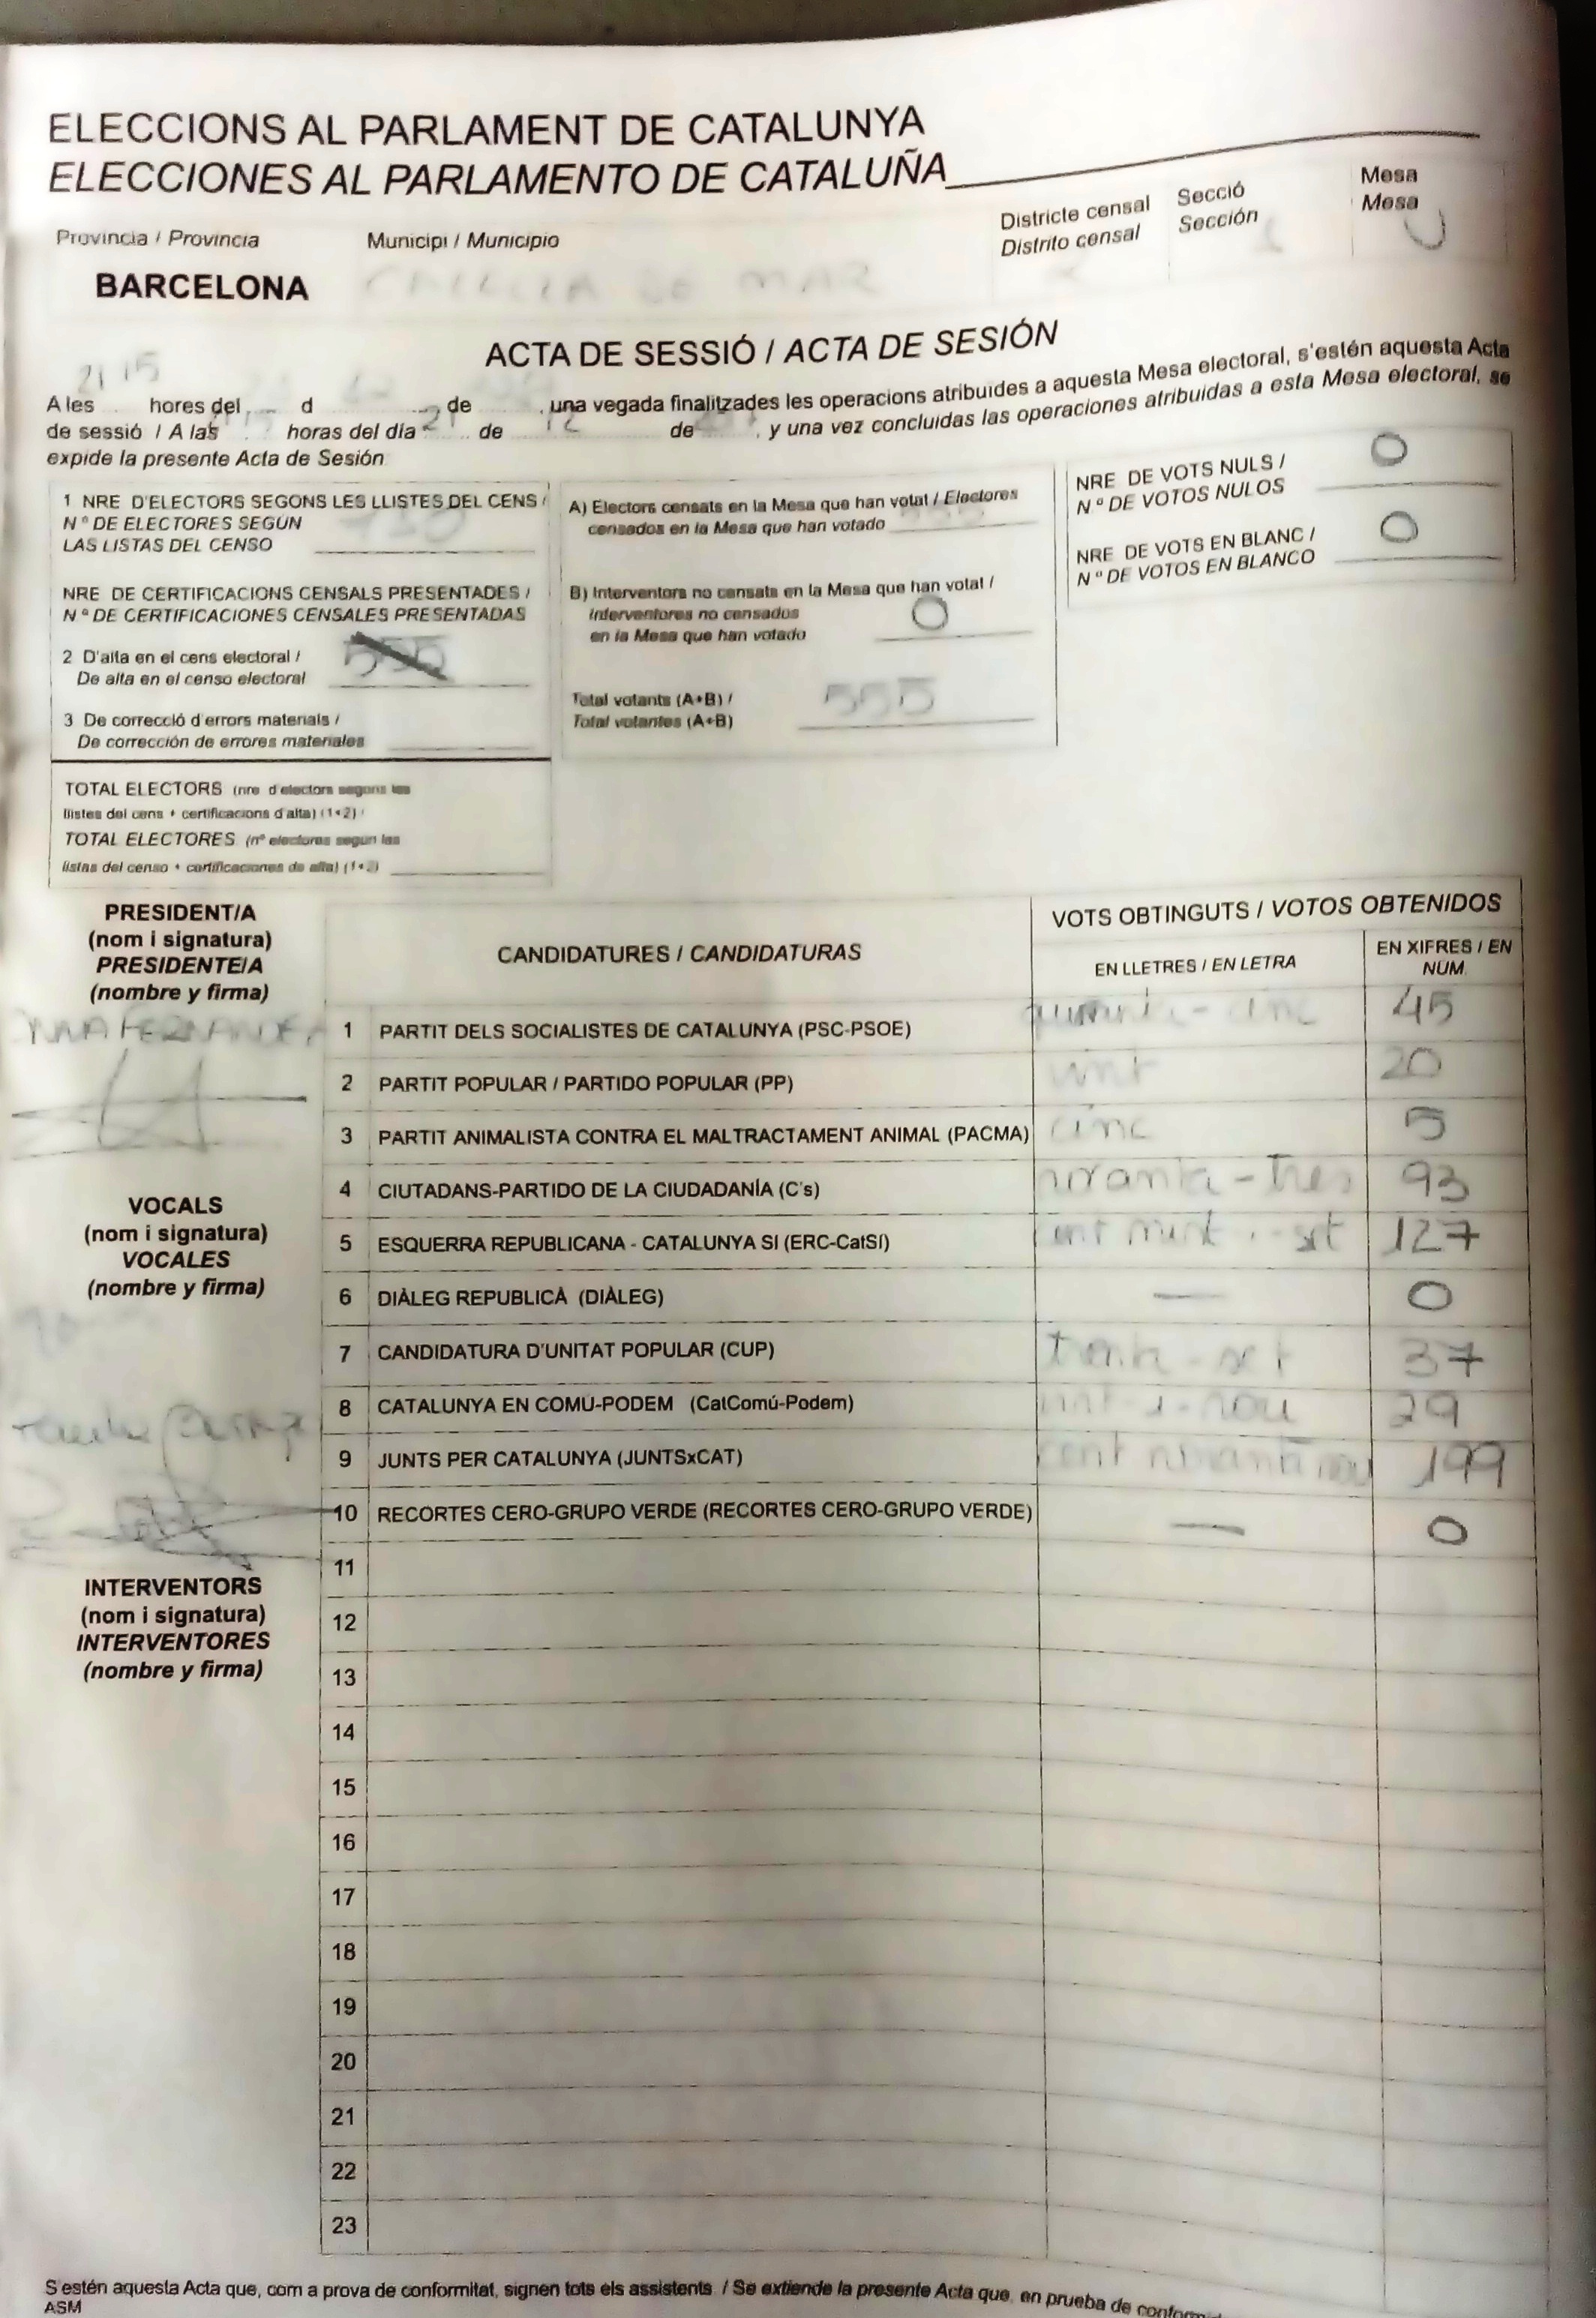 ELECCIONS AL PARLAMENT DE CATALUNYA
ELECCIONES AL PARLAMENTO DE CATALUÑA
Provincia / Provincia
Municipi / Municipio
Districte censal
Distrito censal
Secció
Sección
Mesa
Mesa
BARCELONA
DE MAR
U
ACTA DE SESSIÓ / ACTA DE SESIÓN
21 15
A les hores del d de , una vegada finalitzades les operacions atribuides a aquesta Mesa electoral, s'estén aquesta Acta
de sessió / A las horas del día 21 de 12 de , y una vez concluidas las operaciones atribuidas a esta Mesa electoral, se
expide la presente Acta de Sesión
1 NRE D'ELECTORS SEGONS LES LLISTES DEL CENS /
Nº DE ELECTORES SEGÚN
LAS LISTAS DEL CENSO
NRE DE CERTIFICACIONS CENSALS PRESENTADES /
Nº DE CERTIFICACIONES CENSALES PRESENTADAS
2 D'alta en el cens electoral /
De alta en el censo electoral
555
3 De correcció d'errors materials /
De corrección de errores materiales
TOTAL ELECTORS (nre d'electors segons les
llistes del cens + certificacions d'alta) (1+2) /
TOTAL ELECTORES (nº electores según las
listas del censo + certificaciones de alta) (1+2)
A) Electors censats en la Mesa que han votat / Electores
censados en la Mesa que han votado
B) Interventors no censats en la Mesa que han votat /
Interventores no censados
en la Mesa que han votado 0
Total votants (A+B) /
Total votantes (A+B) 555
NRE DE VOTS NULS /
Nº DE VOTOS NULOS 0
NRE DE VOTS EN BLANC /
Nº DE VOTOS EN BLANCO 0
PRESIDENT/A
(nom i signatura)
PRESIDENTE/A
(nombre y firma)
FERNANDEZ
VOCALS
(nom i signatura)
VOCALES
(nombre y firma)
INTERVENTORS
(nom i signatura)
INTERVENTORES
(nombre y firma)
CANDIDATURES / CANDIDATURAS
VOTS OBTINGUTS / VOTOS OBTENIDOS
EN LLETRES / EN LETRA
EN XIFRES / EN
NÚM.
1 PARTIT DELS SOCIALISTES DE CATALUNYA (PSC-PSOE) quaranta-cinc 45
2 PARTIT POPULAR / PARTIDO POPULAR (PP) vint 20
3 PARTIT ANIMALISTA CONTRA EL MALTRACTAMENT ANIMAL (PACMA) cinc 5
4 CIUTADANS-PARTIDO DE LA CIUDADANÍA (C's) noranta-tres 93
5 ESQUERRA REPUBLICANA - CATALUNYA SI (ERC-CatSí) cent vint-i-set 127
6 DIÀLEG REPUBLICÀ (DIÀLEG) — 0
7 CANDIDATURA D'UNITAT POPULAR (CUP) trenta-set 37
8 CATALUNYA EN COMÚ-PODEM (CatComú-Podem) vint-i-nou 29
9 JUNTS PER CATALUNYA (JUNTSxCAT) cent noranta nou 199
10 RECORTES CERO-GRUPO VERDE (RECORTES CERO-GRUPO VERDE) — 0
11
12
13
14
15
16
17
18
19
20
21
22
23
S'estén aquesta Acta que, com a prova de conformitat, signen tots els assistents / Se extiende la presente Acta que, en prueba de
ASM